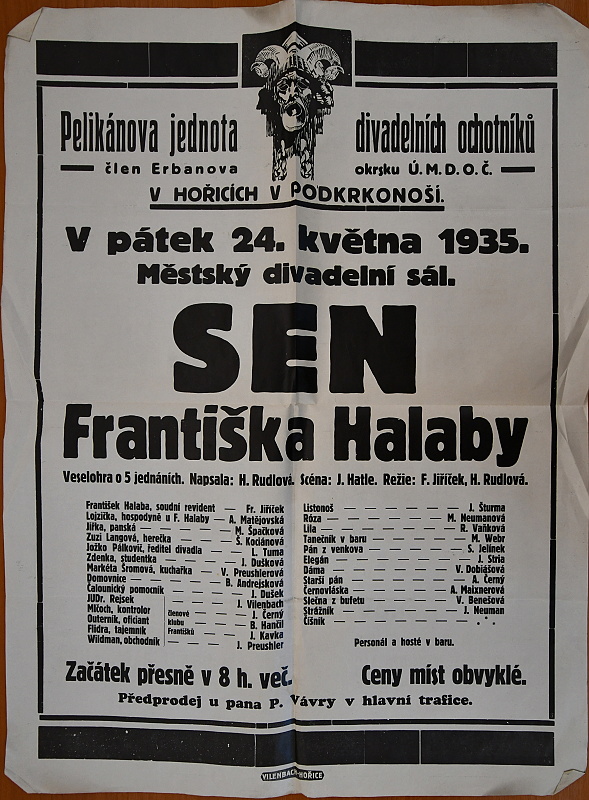 Pelikánova jednota divadelních ochotníků
člen Erbanova okrsku Ú.M.D.O.Č.
V HOŘICÍCH V PODKRKONOŠÍ.
V pátek 24. května 1935.
Městský divadelní sál.
SEN
Františka Halaby
Veselohra o 5 jednáních. Napsala: H. Rudlová. Scéna: J. Hatle. Režie: F. Jiříček, H. Rudlová.
František Halaba, soudní revident — Fr. Jiříček
Lojzička, hospodyně u F. Halaby — A. Matějovská
Jiřka, panská — M. Špačková
Zuzi Langová, herečka — Š. Kociánová
Jožko Pálkovič, ředitel divadla — L. Tuma
Zdenka, studentka — J. Dušková
Markéta Šromová, kuchařka — V. Preushlerová
Domovnice — B. Andrejsková
Čalounický pomocník — J. Dušek
JUDr. Rejsek — J. Vilenbach
Mlčoch, kontrolor — J. Černý
Outerník, oficiant — B. Hančil
Flidra, tajemník — J. Kavka
Wildman, obchodník — J. Preushler
členové
klubu
Františků
Listonoš — J. Šturma
Róza — M. Neumanová
Lila — R. Vaňková
Tanečník v baru — M. Webr
Pán z venkova — S. Jelínek
Elegán — J. Stria
Dáma — V. Dobiášová
Starší pán — A. Černý
Černovláska — A. Maixnerová
Slečna z bufetu — V. Benešová
Strážník — J. Neuman
Číšník — * * *
Personál a hosté v baru.
Začátek přesně v 8 h. več. Ceny míst obvyklé.
Předprodej u pana P. Vávry v hlavní trafice.
VILENBACH-HOŘICE